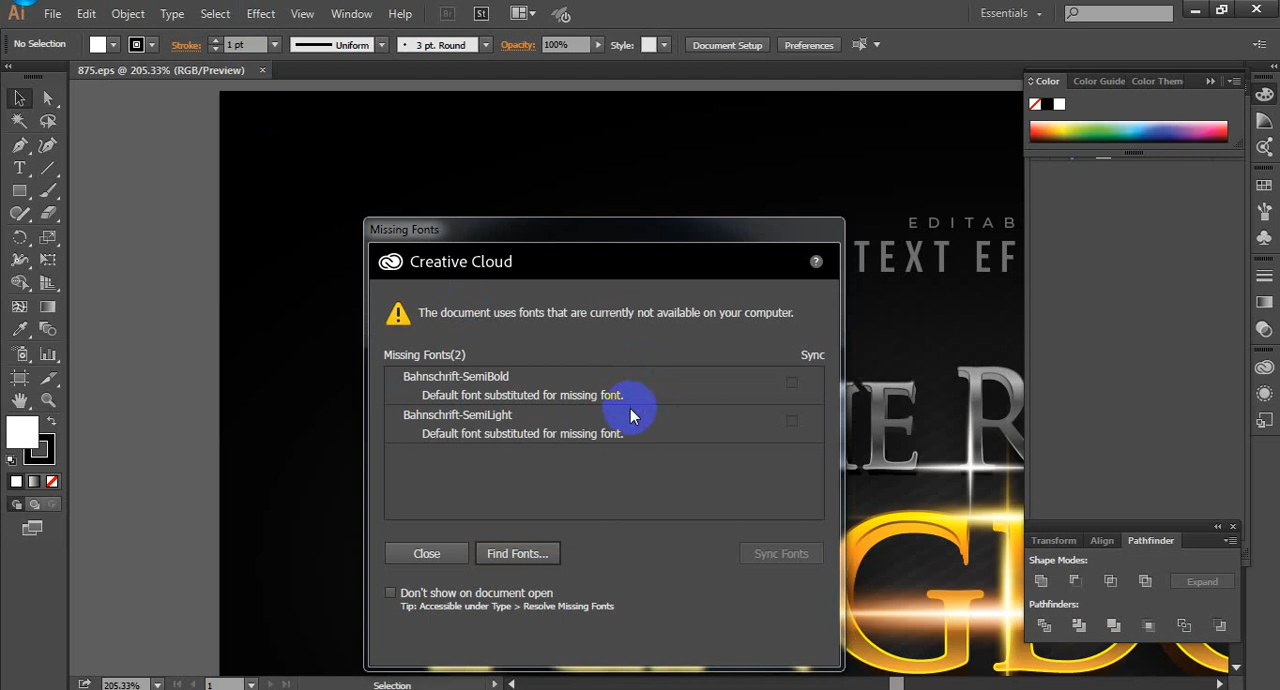 Ai File Edit Object Type Select Effect View Window Help Br St Essentials
No Selection Stroke: 1 pt Uniform 3 pt. Round Opacity: 100% Style: Document Setup Preferences
875.eps @ 205.33% (RGB/Preview) ×
Color Color Guide Color Them
EDITAB
TEXT EF
Missing Fonts
Creative Cloud
The document uses fonts that are currently not available on your computer.
Missing Fonts(2) Sync
Bahnschrift-SemiBold
Default font substituted for missing font.
Bahnschrift-SemiLight
Default font substituted for missing font.
Close Find Fonts... Sync Fonts
Don't show on document open
Tip: Accessible under Type > Resolve Missing Fonts
Transform Align Pathfinder
Shape Modes:
Expand
Pathfinders:
205.33% 1 Selection